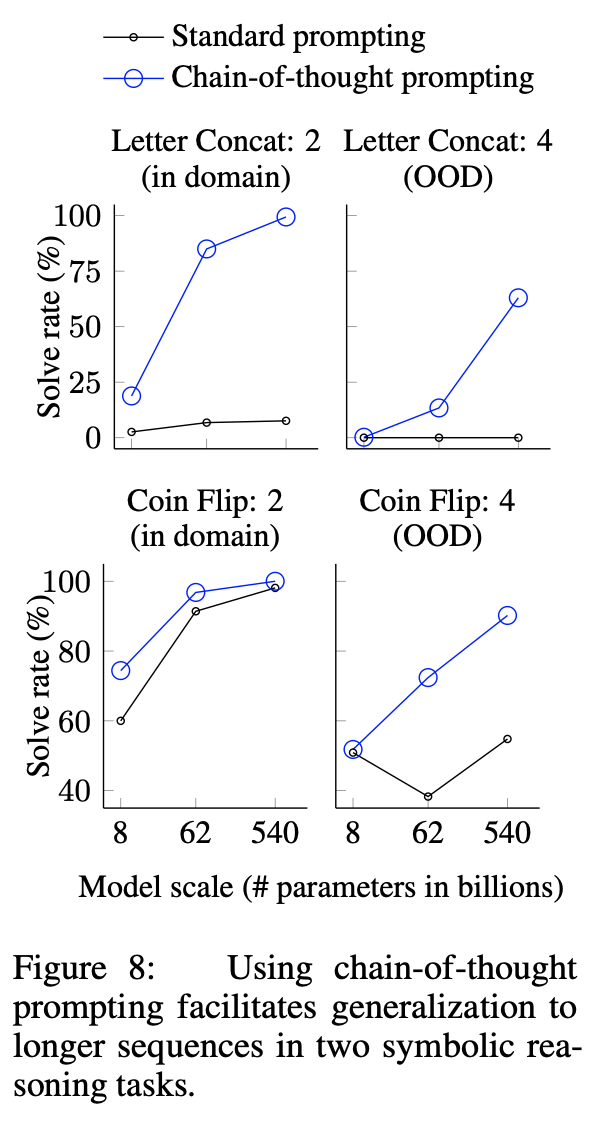 Standard prompting
Chain-of-thought prompting
Letter Concat: 2
(in domain)
Letter Concat: 4
(OOD)
Solve rate (%)
100
75
50
25
0
Coin Flip: 2
(in domain)
Coin Flip: 4
(OOD)
Solve rate (%)
100
80
60
40
8 62 540
8 62 540
Model scale (# parameters in billions)
Figure 8: Using chain-of-thought
prompting facilitates generalization to
longer sequences in two symbolic rea-
soning tasks.